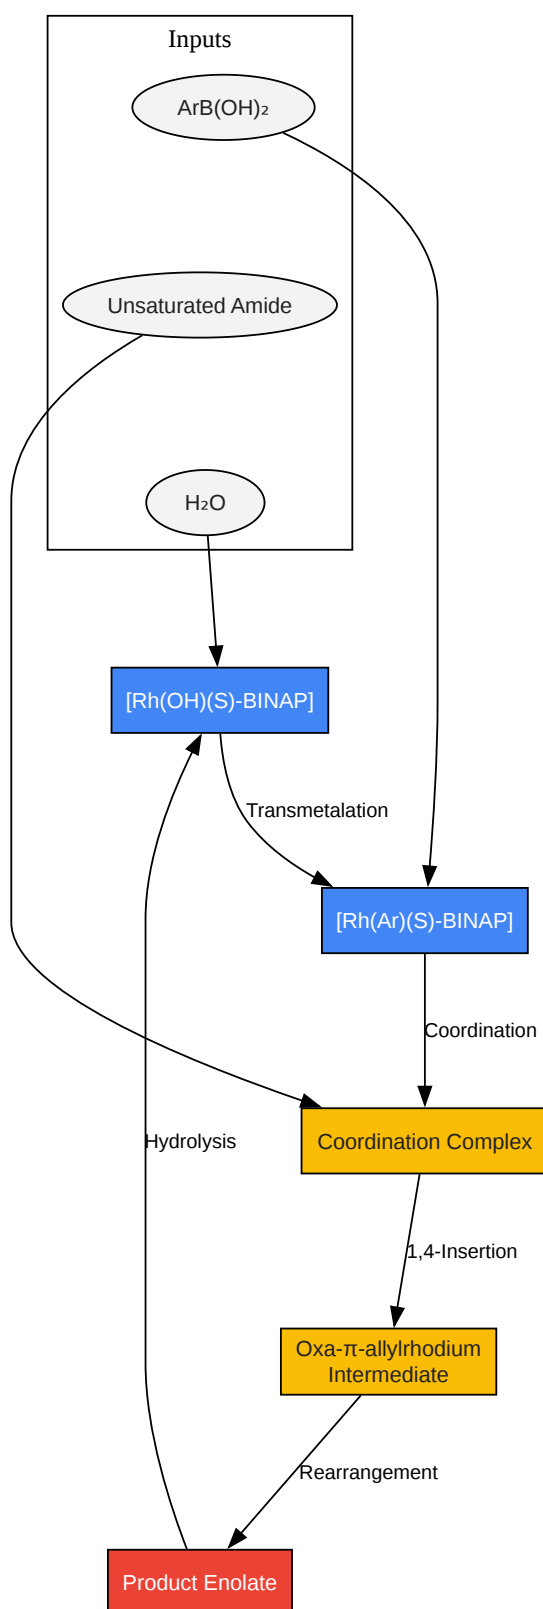 Inputs
ArB(OH)₂
Unsaturated Amide
H₂O
[Rh(OH)(S)-BINAP]
Transmetalation
[Rh(Ar)(S)-BINAP]
Coordination
Coordination Complex
Hydrolysis
1,4-Insertion
Oxa-π-allylrhodium
Intermediate
Rearrangement
Product Enolate